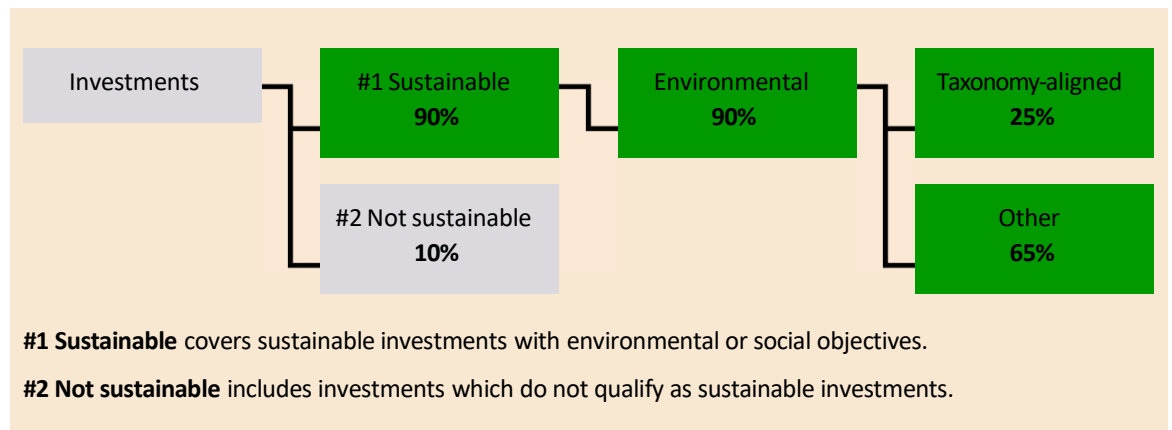 Investments
#1 Sustainable
90%
Environmental
90%
Taxonomy-aligned
25%
#2 Not sustainable
10%
Other
65%
#1 Sustainable covers sustainable investments with environmental or social objectives.
#2 Not sustainable includes investments which do not qualify as sustainable investments.